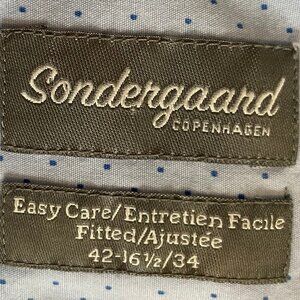 Sondergaard
COPENHAGEN
Easy Care/Entretien Facile
Fitted/Ajustée
42-16½/34